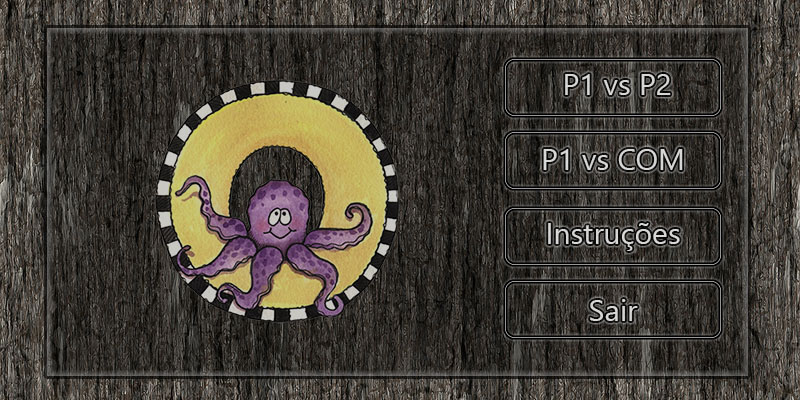 O
P1 vs P2
P1 vs COM
Instruções
Sair